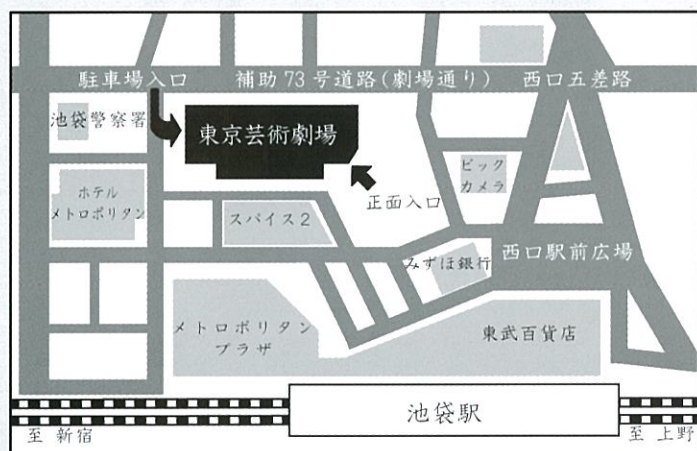 駐車場入口
補助73号道路(劇場通り)
西口五差路
池袋警察署
東京芸術劇場
ホテル
メトロポリタン
スパイス2
正面入口
ビック
カメラ
みずほ銀行
西口駅前広場
メトロポリタン
プラザ
東武百貨店
池袋駅
至 新宿
至 上野